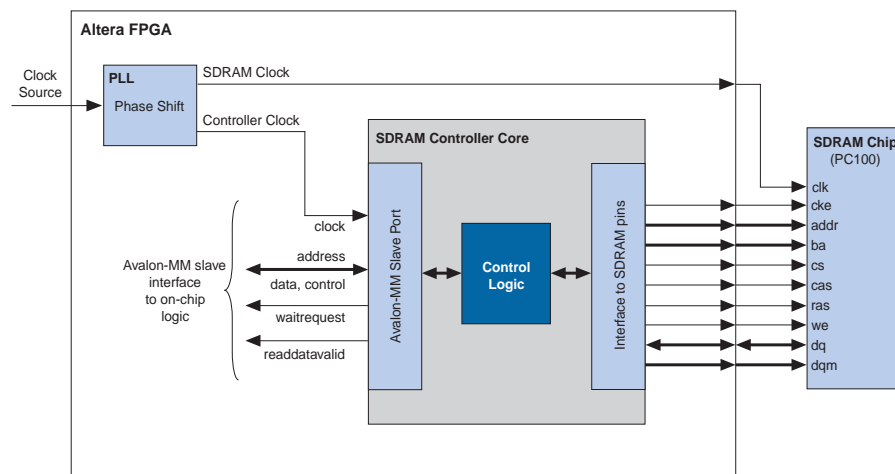 Altera FPGA
Clock
Source
PLL
Phase Shift
SDRAM Clock
Controller Clock
SDRAM Controller Core
SDRAM Chip
(PC100)
Avalon-MM slave
interface
to on-chip
logic
clock
address
data, control
waitrequest
readdatavalid
Avalon-MM Slave Port
Control
Logic
Interface to SDRAM pins
clk
cke
addr
ba
cs
cas
ras
we
dq
dqm